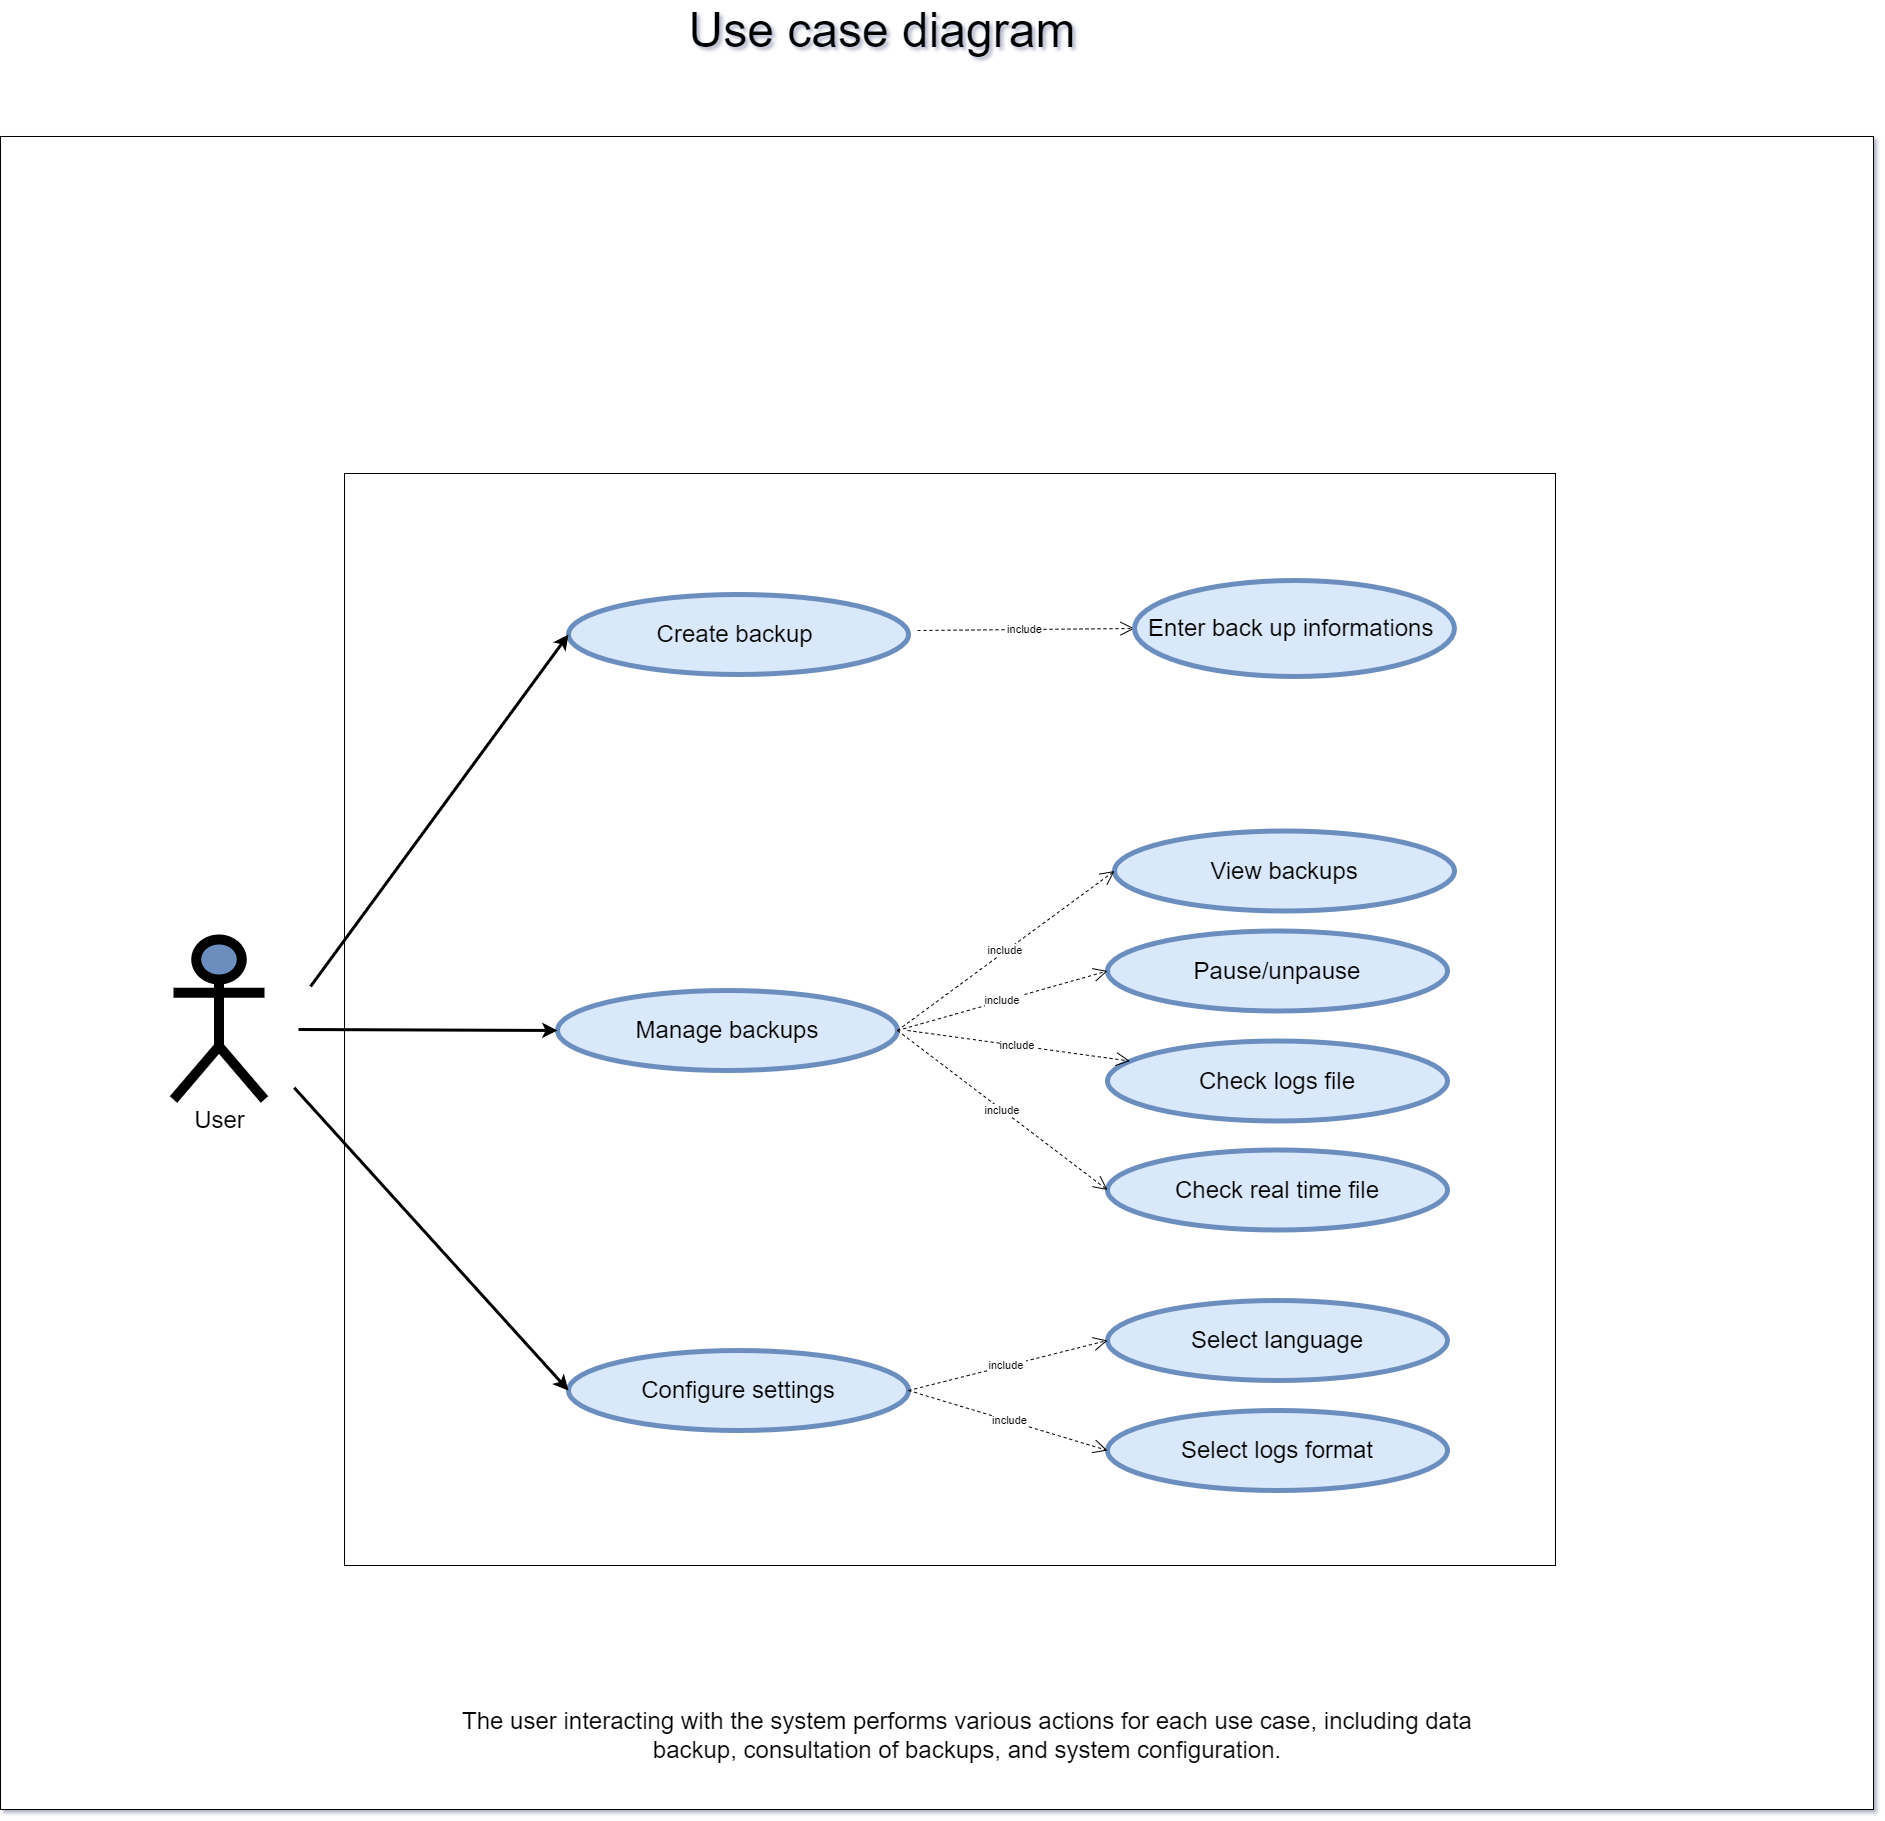 Use case diagram
Create backup
include
Enter back up informations
View backups
include
Pause/unpause
include
User
Manage backups
include
Check logs file
include
Check real time file
Select language
include
Configure settings
include
Select logs format
The user interacting with the system performs various actions for each use case, including data
backup, consultation of backups, and system configuration.